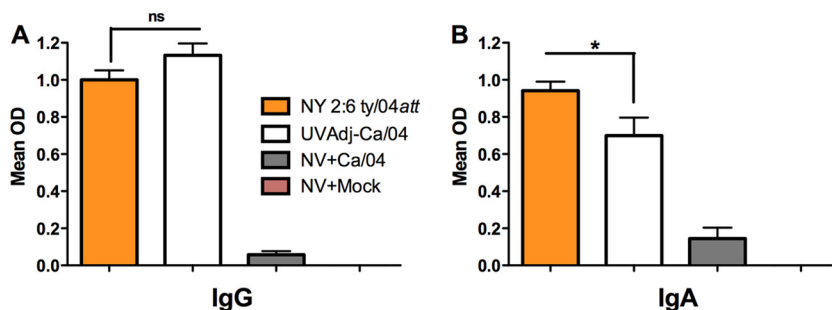 A
ns
Mean OD
1.2
1.0
0.8
0.6
0.4
0.2
0.0
IgG
NY 2:6 ty/04att
UVAdj-Ca/04
NV+Ca/04
NV+Mock
B
*
Mean OD
1.2
1.0
0.8
0.6
0.4
0.2
0.0
IgA